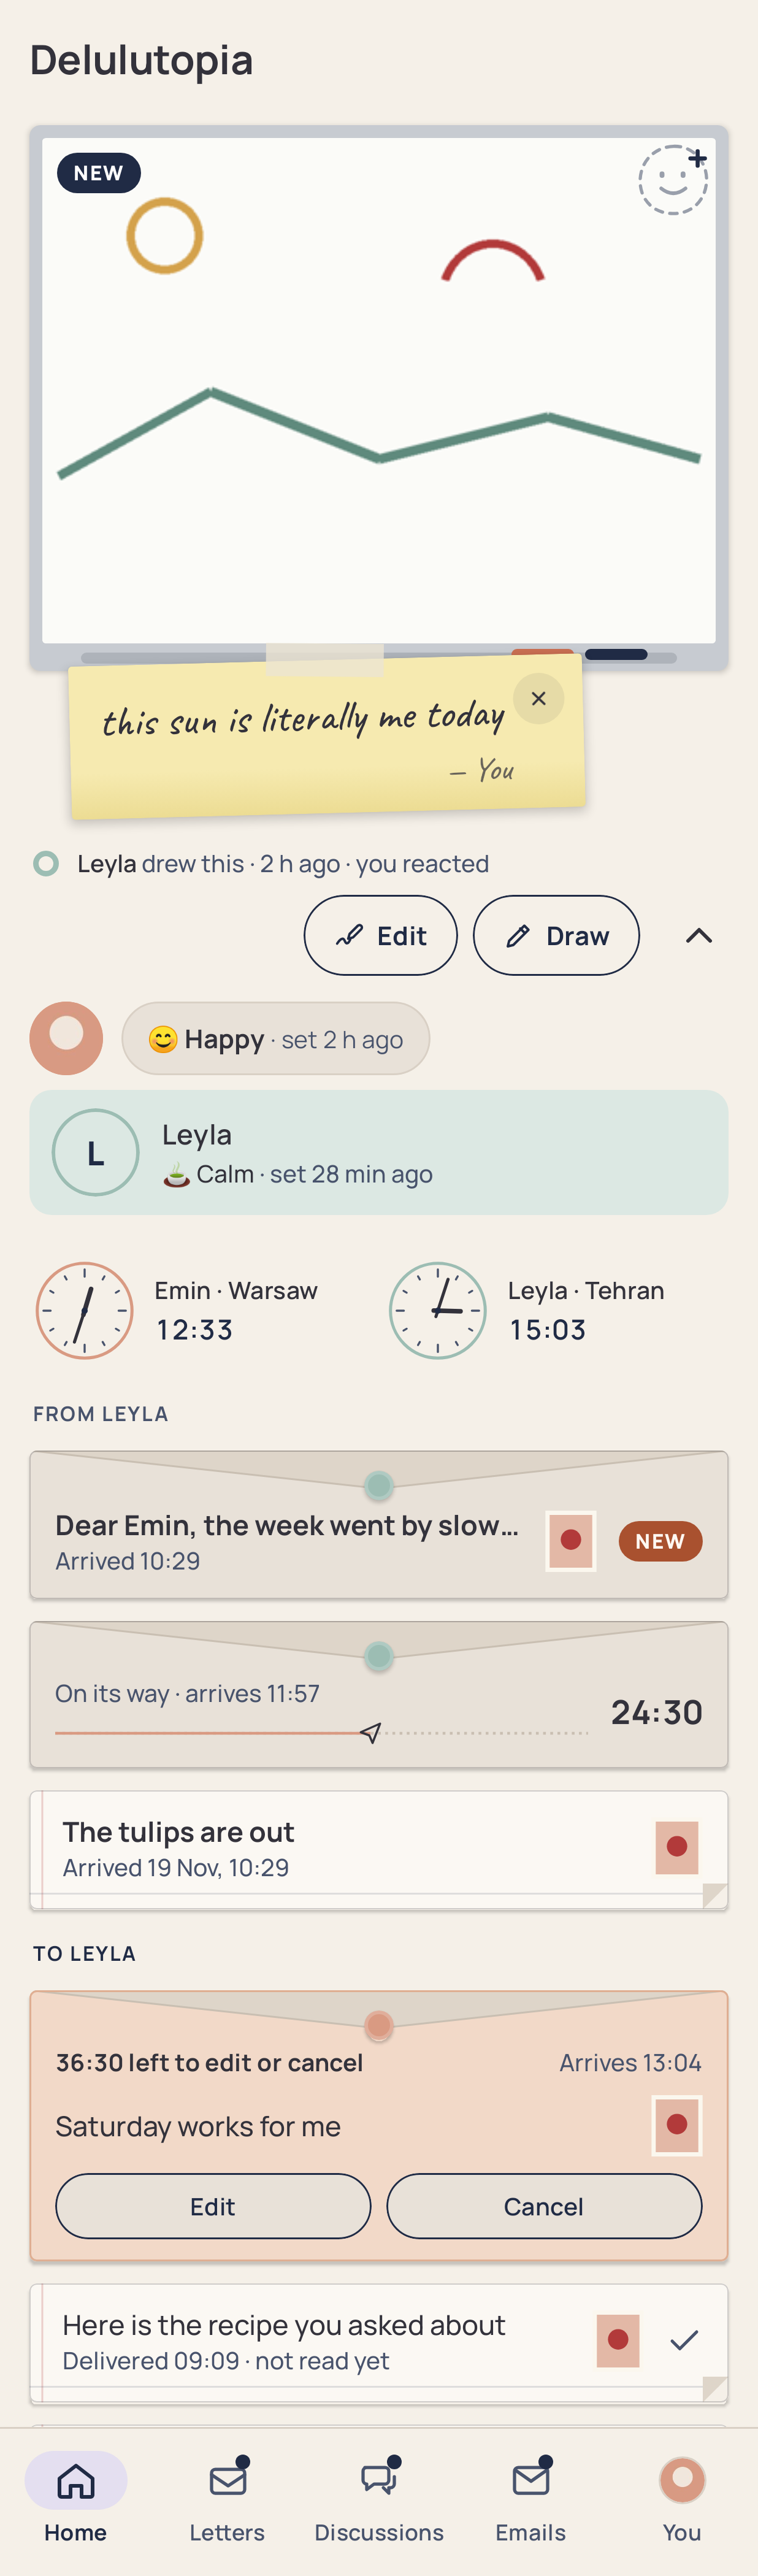 Delulutopia
NEW
this sun is literally me today
– You
Leyla drew this · 2 h ago · you reacted
Edit
Draw
😊 Happy · set 2 h ago
L
Leyla
🍵 Calm · set 28 min ago
Emin · Warsaw
12:33
Leyla · Tehran
15:03
FROM LEYLA
Dear Emin, the week went by slow...
Arrived 10:29
NEW
On its way · arrives 11:57
24:30
The tulips are out
Arrived 19 Nov, 10:29
TO LEYLA
36:30 left to edit or cancel
Arrives 13:04
Saturday works for me
Edit
Cancel
Here is the recipe you asked about
Delivered 09:09 · not read yet
Home
Letters
Discussions
Emails
You